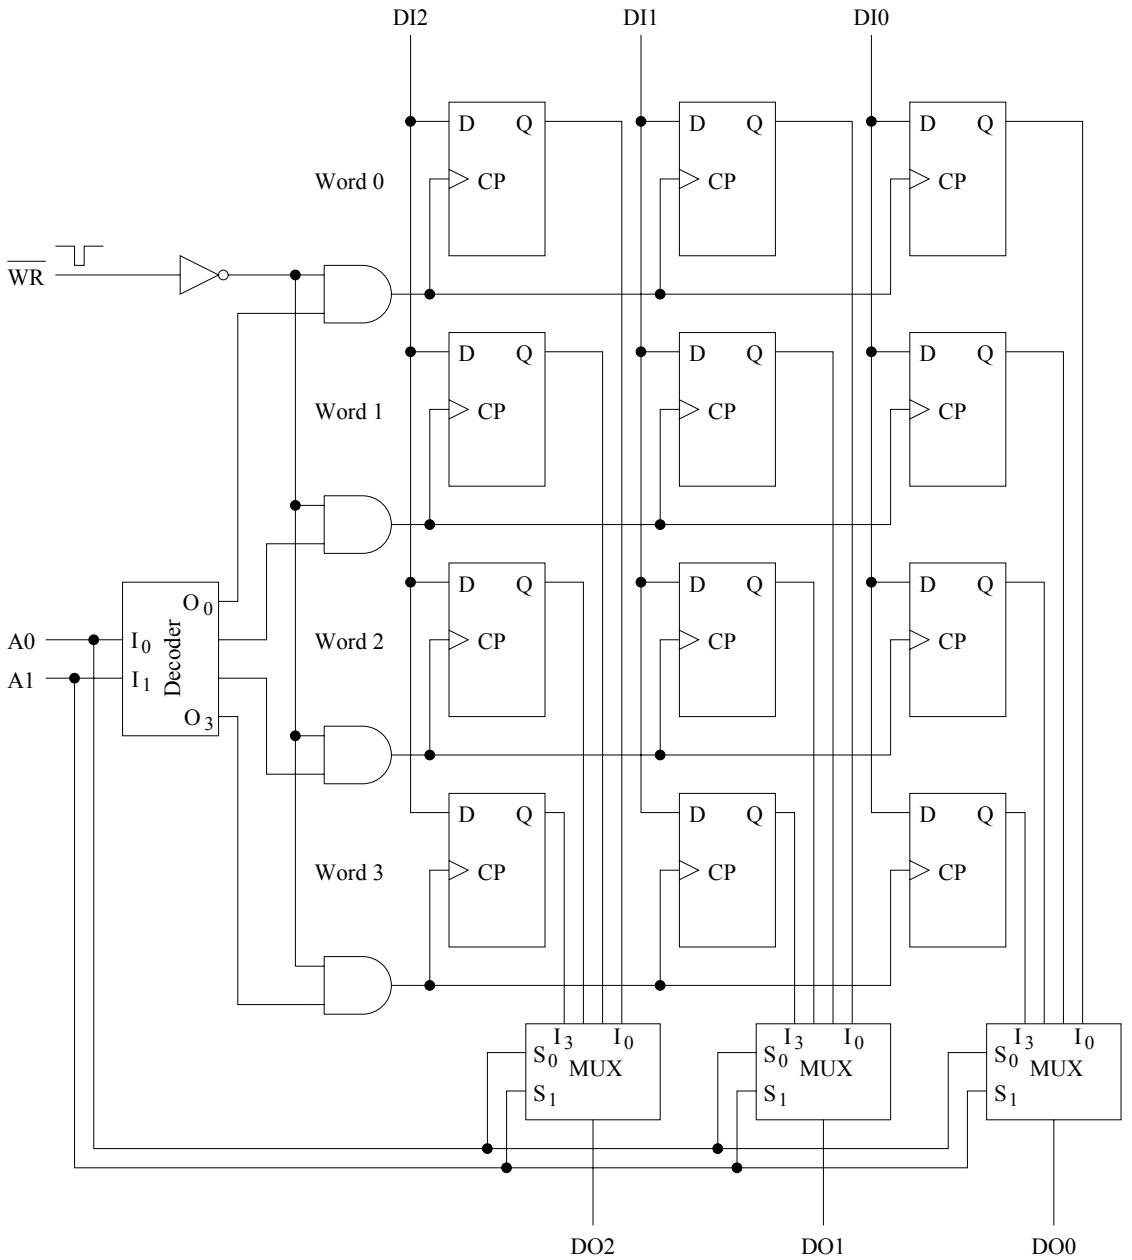 DI2 DI1 DI0
D Q D Q D Q
Word 0 CP CP CP
WR
D Q D Q D Q
Word 1 CP CP CP
D Q D Q D Q
O0
A0 I0 Decoder Word 2 CP CP CP
A1 I1
O3
D Q D Q D Q
Word 3 CP CP CP
I3 I0 I3 I0 I3 I0
S0 MUX S0 MUX S0 MUX
S1 S1 S1
DO2 DO1 DO0